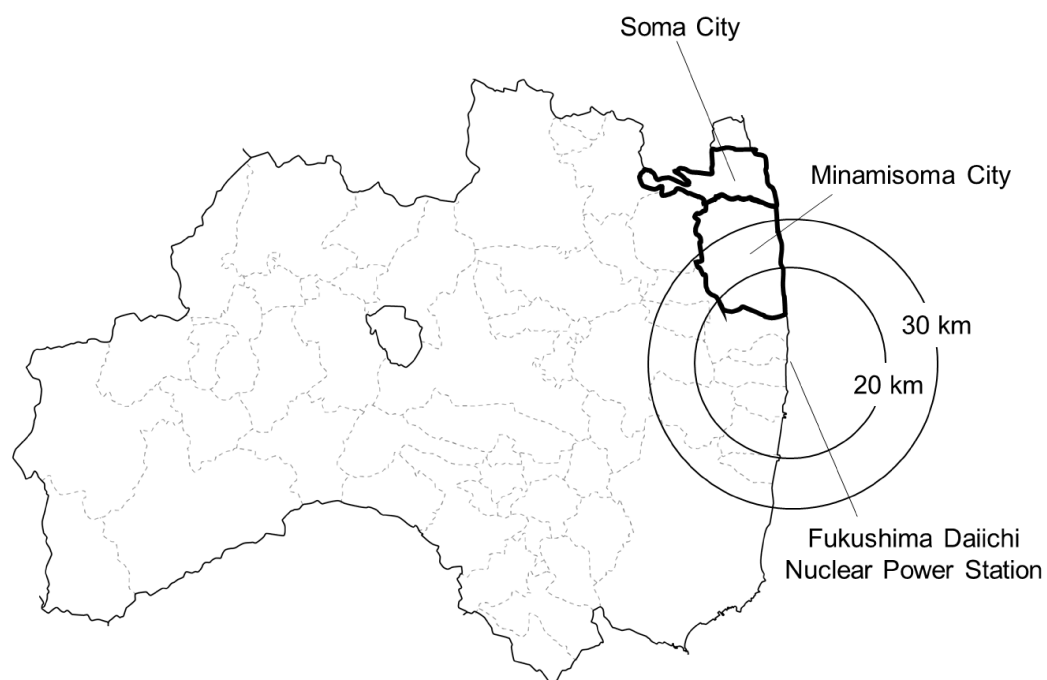 Soma City
Minamisoma City
30 km
20 km
Fukushima Daiichi
Nuclear Power Station